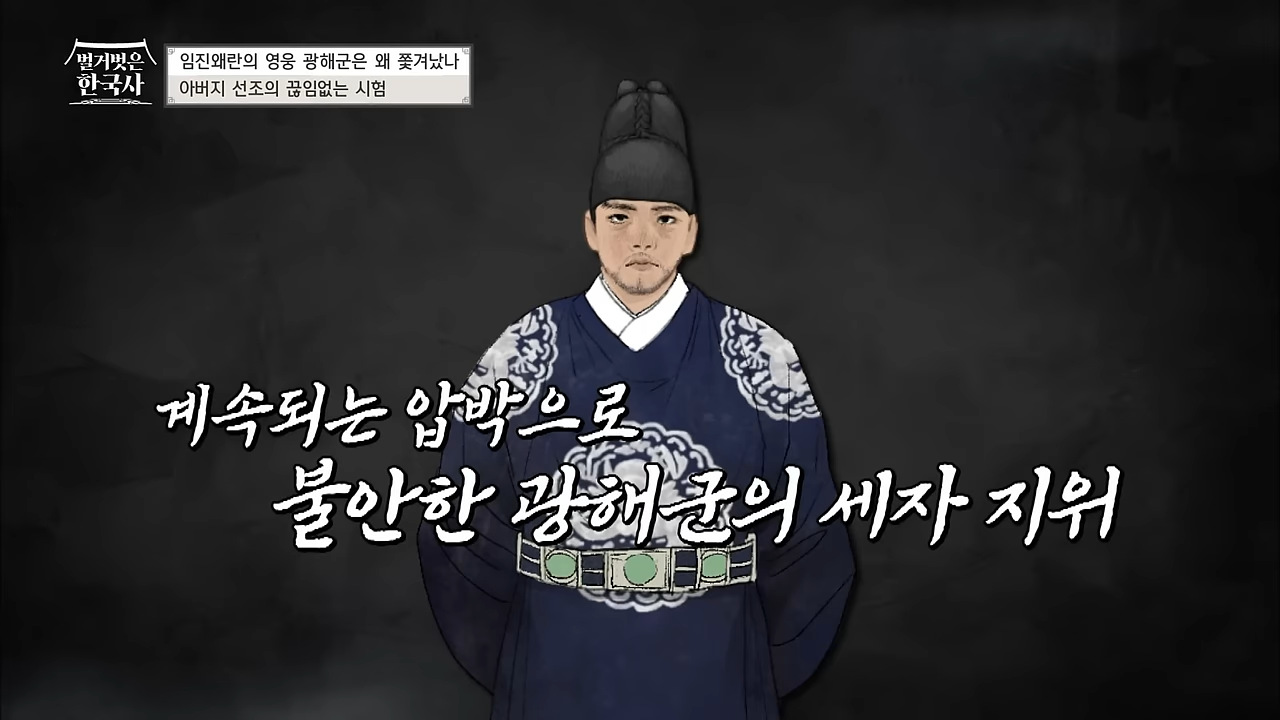 벌거벗은
한국사
임진왜란의 영웅 광해군은 왜 쫓겨났나
아버지 선조의 끊임없는 시험
계속되는 압박으로
불안한 광해군의 세자 지위